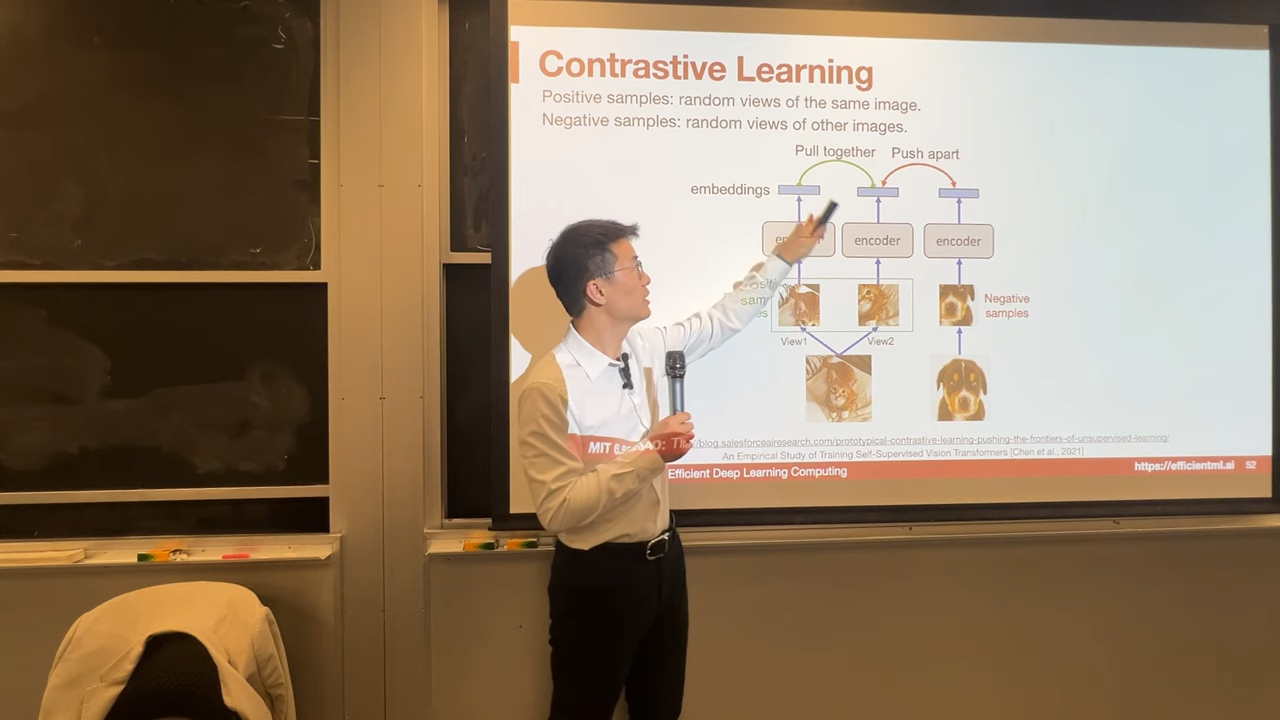 Contrastive Learning
Positive samples: random views of the same image.
Negative samples: random views of other images.
Pull together
Push apart
embeddings
encoder
encoder
Negative
samples
View1
View2
blog.salesforceairesearch.com/prototypical-contrastive-learning-pushing-the-frontiers-of-unsupervised-learning/
An Empirical Study of Training Self-Supervised Vision Transformers [Chen et al., 2021]
MIT
Efficient Deep Learning Computing
https://efficientml.ai
52